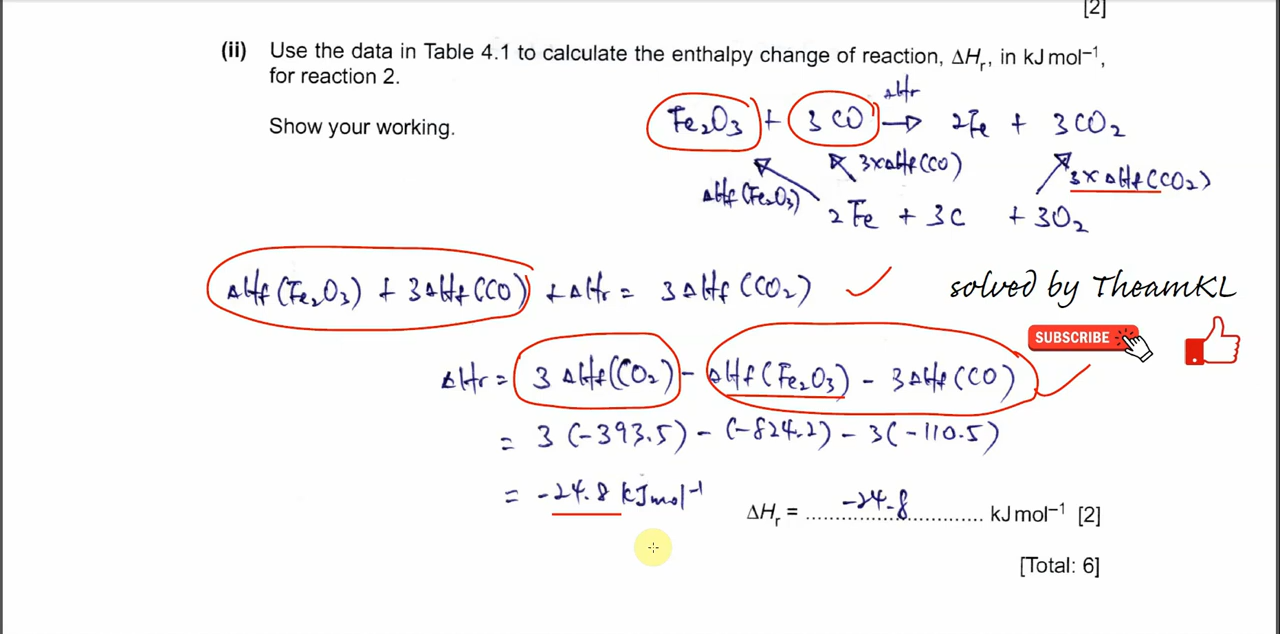 [2]
(ii) Use the data in Table 4.1 to calculate the enthalpy change of reaction, ΔHᵣ, in kJ mol⁻¹,
for reaction 2.
Show your working.
ΔHr
Fe₂O₃ + 3 CO → 2Fe + 3CO₂
ΔHf(Fe₂O₃) 3xΔHf(CO) 3xΔHf(CO₂)
2Fe + 3C + 3O₂
ΔHf(Fe₂O₃) + 3ΔHf(CO) + ΔHr = 3ΔHf(CO₂)
solved by TheamKL
SUBSCRIBE
ΔHr = 3ΔHf(CO₂) - ΔHf(Fe₂O₃) - 3ΔHf(CO)
= 3(-393.5) - (-824.2) - 3(-110.5)
= -24.8 kJmol⁻¹
ΔHᵣ = -24.8 kJ mol⁻¹ [2]
[Total: 6]